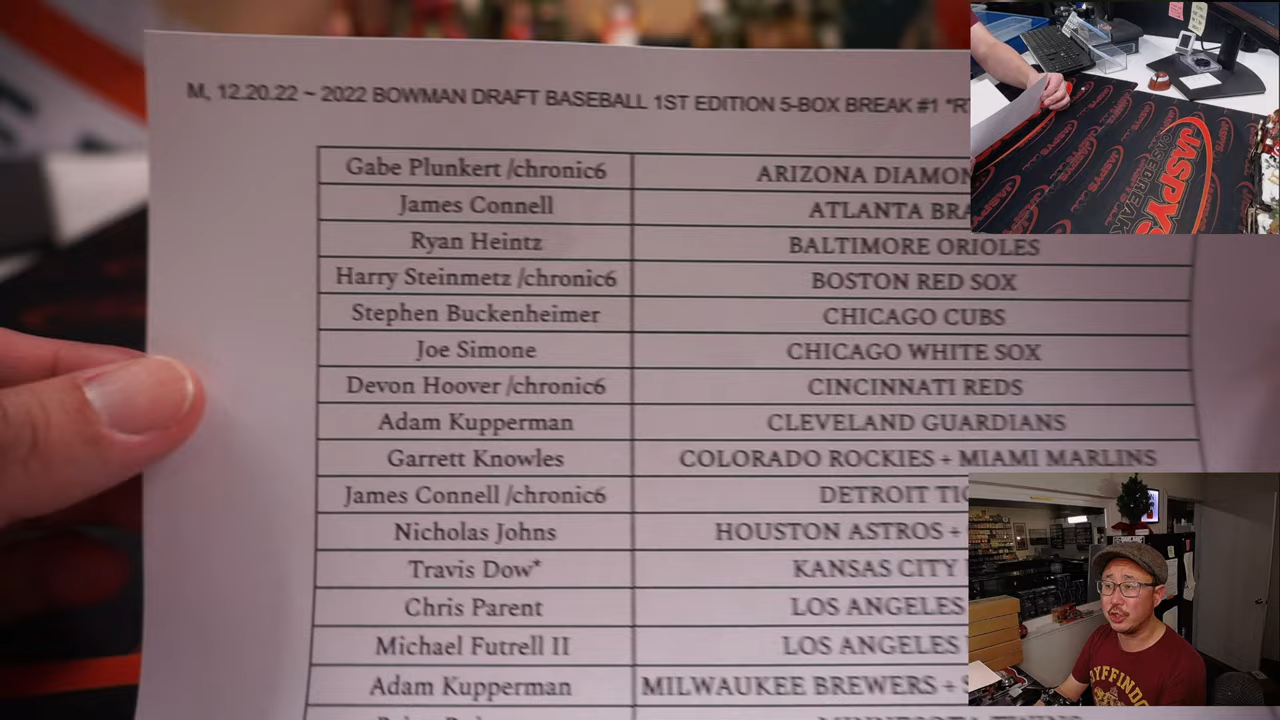 M, 12.20.22 ~ 2022 BOWMAN DRAFT BASEBALL 1ST EDITION 5-BOX BREAK #1
Gabe Plunkert /chronic6 ARIZONA DIAMON
James Connell ATLANTA BRA
Ryan Heintz BALTIMORE ORIOLES
Harry Steinmetz /chronic6 BOSTON RED SOX
Stephen Buckenheimer CHICAGO CUBS
Joe Simone CHICAGO WHITE SOX
Devon Hoover /chronic6 CINCINNATI REDS
Adam Kupperman CLEVELAND GUARDIANS
Garrett Knowles COLORADO ROCKIES + MIAMI MARLINS
James Connell /chronic6 DETROIT TIG
Nicholas Johns HOUSTON ASTROS +
Travis Dow* KANSAS CITY
Chris Parent LOS ANGELES
Michael Futrell II LOS ANGELES
Adam Kupperman MILWAUKEE BREWERS +
JASPYS
CASEBREAKS
YFFINDO